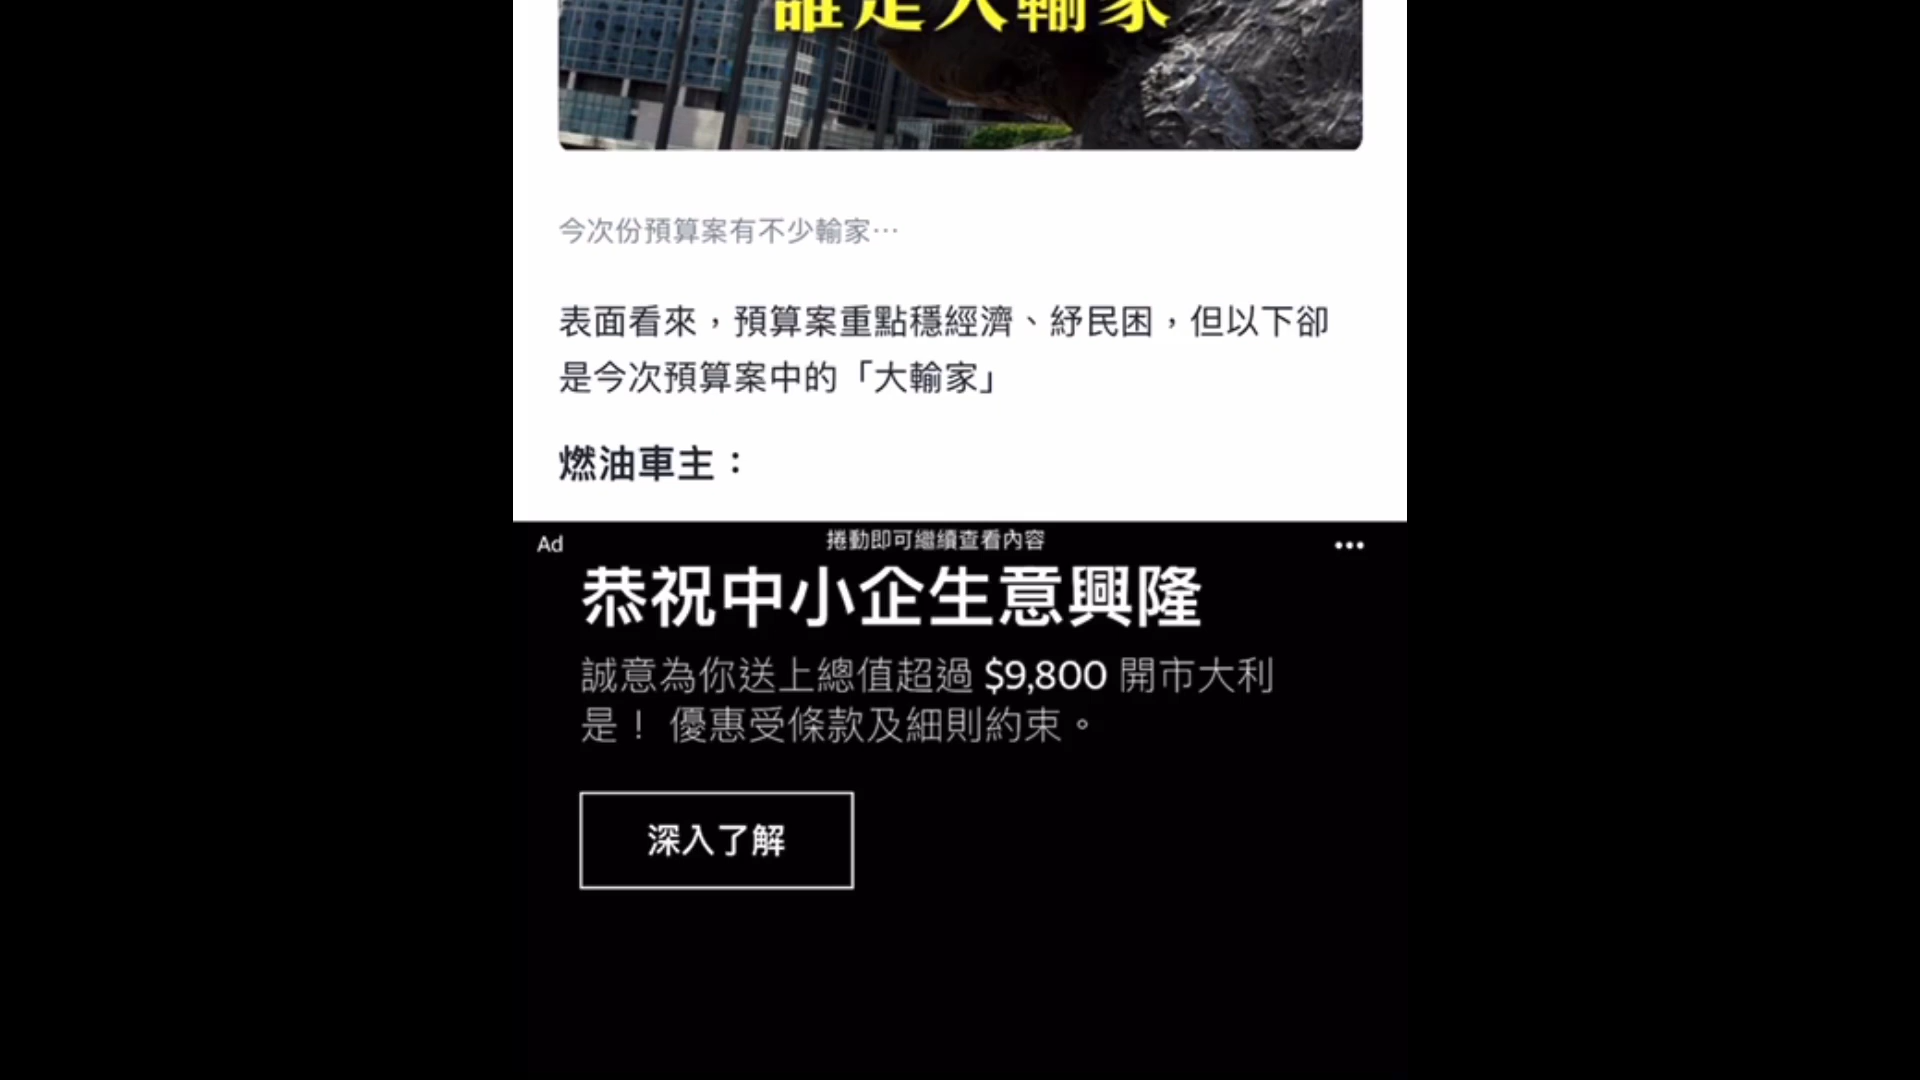 誰是大輸家
今次份預算案有不少輸家…
表面看來，預算案重點穩經濟、紓民困，但以下卻
是今次預算案中的「大輸家」
燃油車主：
Ad
捲動即可繼續查看內容
恭祝中小企生意興隆
誠意為你送上總值超過 $9,800 開市大利
是！ 優惠受條款及細則約束。
深入了解